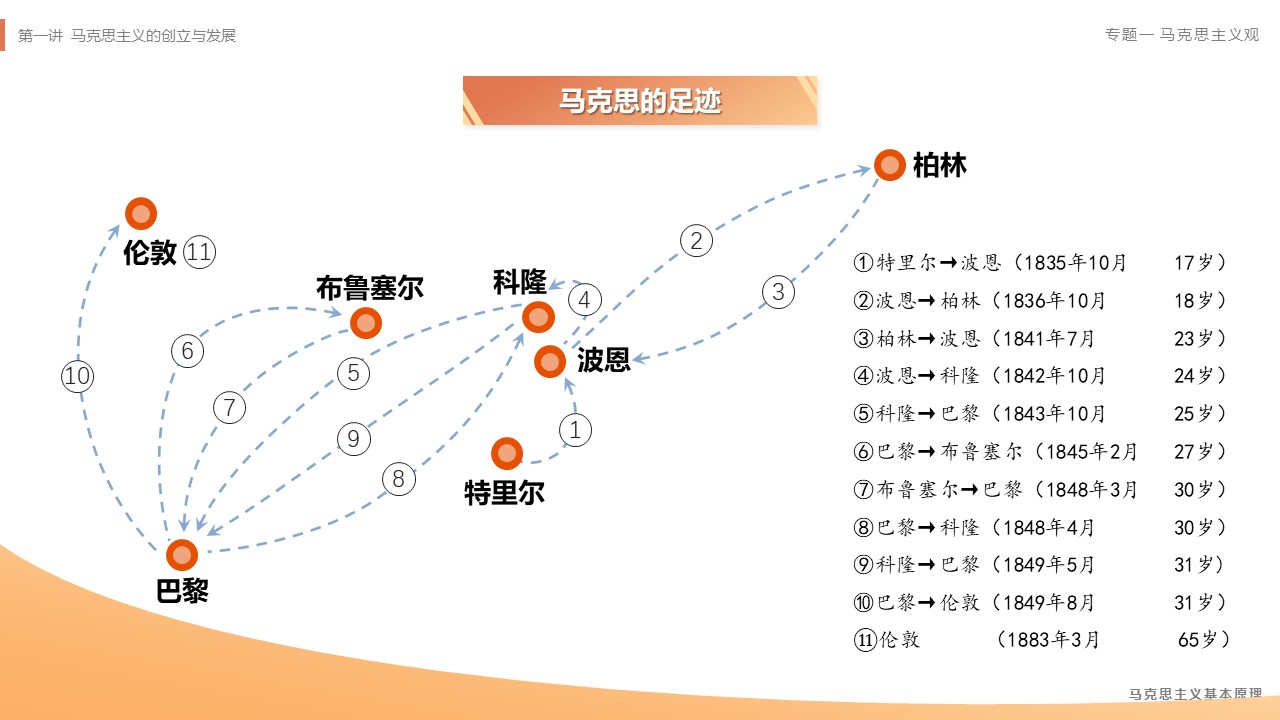 第一讲 马克思主义的创立与发展
专题一 马克思主义观
马克思的足迹
柏林
伦敦 ⑪
②
布鲁塞尔
科隆
③
④
⑥
波恩
⑤
⑩
⑦
①
⑨
⑧
特里尔
巴黎
①特里尔→波恩（1835年10月 17岁）
②波恩→柏林（1836年10月 18岁）
③柏林→波恩（1841年7月 23岁）
④波恩→科隆（1842年10月 24岁）
⑤科隆→巴黎（1843年10月 25岁）
⑥巴黎→布鲁塞尔（1845年2月 27岁）
⑦布鲁塞尔→巴黎（1848年3月 30岁）
⑧巴黎→科隆（1848年4月 30岁）
⑨科隆→巴黎（1849年5月 31岁）
⑩巴黎→伦敦（1849年8月 31岁）
⑪伦敦 （1883年3月 65岁）
马克思主义基本原理